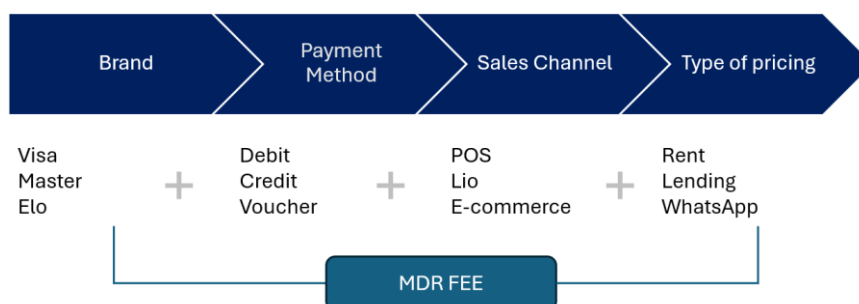 Brand
Payment
Method
Sales Channel
Type of pricing
Visa
Master
Elo
+
Debit
Credit
Voucher
+
POS
Lio
E-commerce
+
Rent
Lending
WhatsApp
MDR FEE